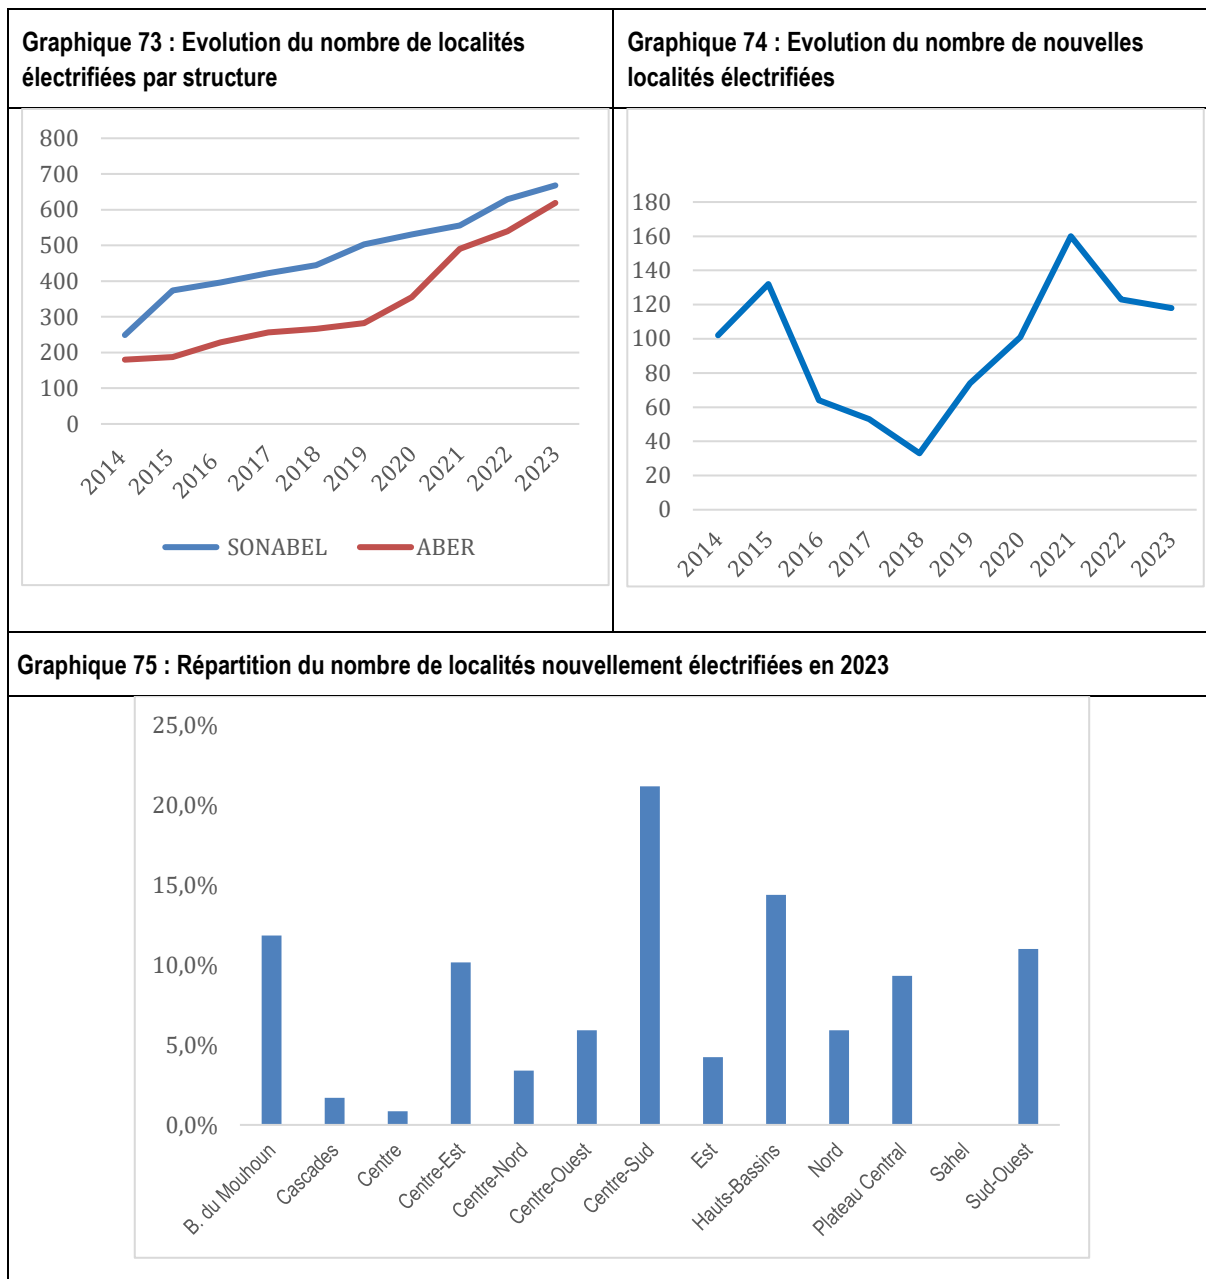 Graphique 73 : Evolution du nombre de localités
électrifiées par structure
800
700
600
500
400
300
200
100
0
2014
2015
2016
2017
2018
2019
2020
2021
2022
2023
SONABEL
ABER
Graphique 74 : Evolution du nombre de nouvelles
localités électrifiées
180
160
140
120
100
80
60
40
20
0
2014
2015
2016
2017
2018
2019
2020
2021
2022
2023
Graphique 75 : Répartition du nombre de localités nouvellement électrifiées en 2023
25,0%
20,0%
15,0%
10,0%
5,0%
0,0%
B. du Mouhoun
Cascades
Centre
Centre-Est
Centre-Nord
Centre-Ouest
Centre-Sud
Est
Hauts-Bassins
Nord
Plateau Central
Sahel
Sud-Ouest